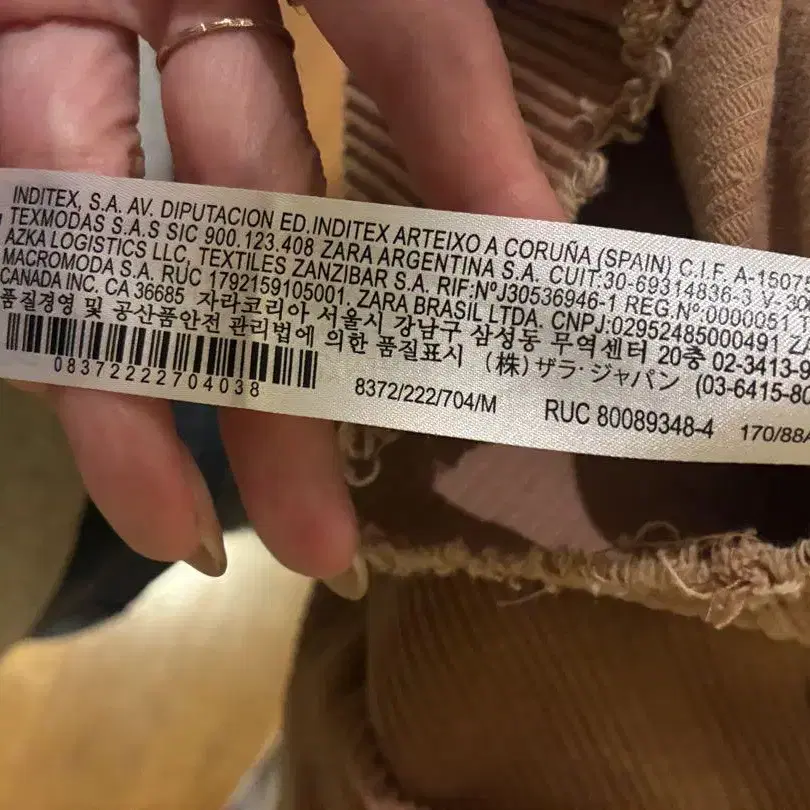 INDITEX, S.A. AV. DIPUTACION ED.INDITEX ARTEIXO A CORUÑA (SPAIN) C.I.F. A-15075
TEXMODAS S.A.S SIC 900.123.408 ZARA ARGENTINA S.A. CUIT:30-69314836-3 V-30
AZKA LOGISTICS LLC, TEXTILES ZANZIBAR S.A. RIF:NºJ30536946-1 REG.Nº:0000051
MACROMODA S.A. RUC 1792159105001. ZARA BRASIL LTDA. CNPJ:02952485000491 ZA
CANADA INC. CA 36685 자라코리아 서울시 강남구 삼성동 무역센터 20층 02-3413-9
품질경영 및 공산품안전 관리법에 의한 품질표시 (株)ザラ·ジャパン (03-6415-80
08372222704038 8372/222/704/M RUC 80089348-4 170/88A